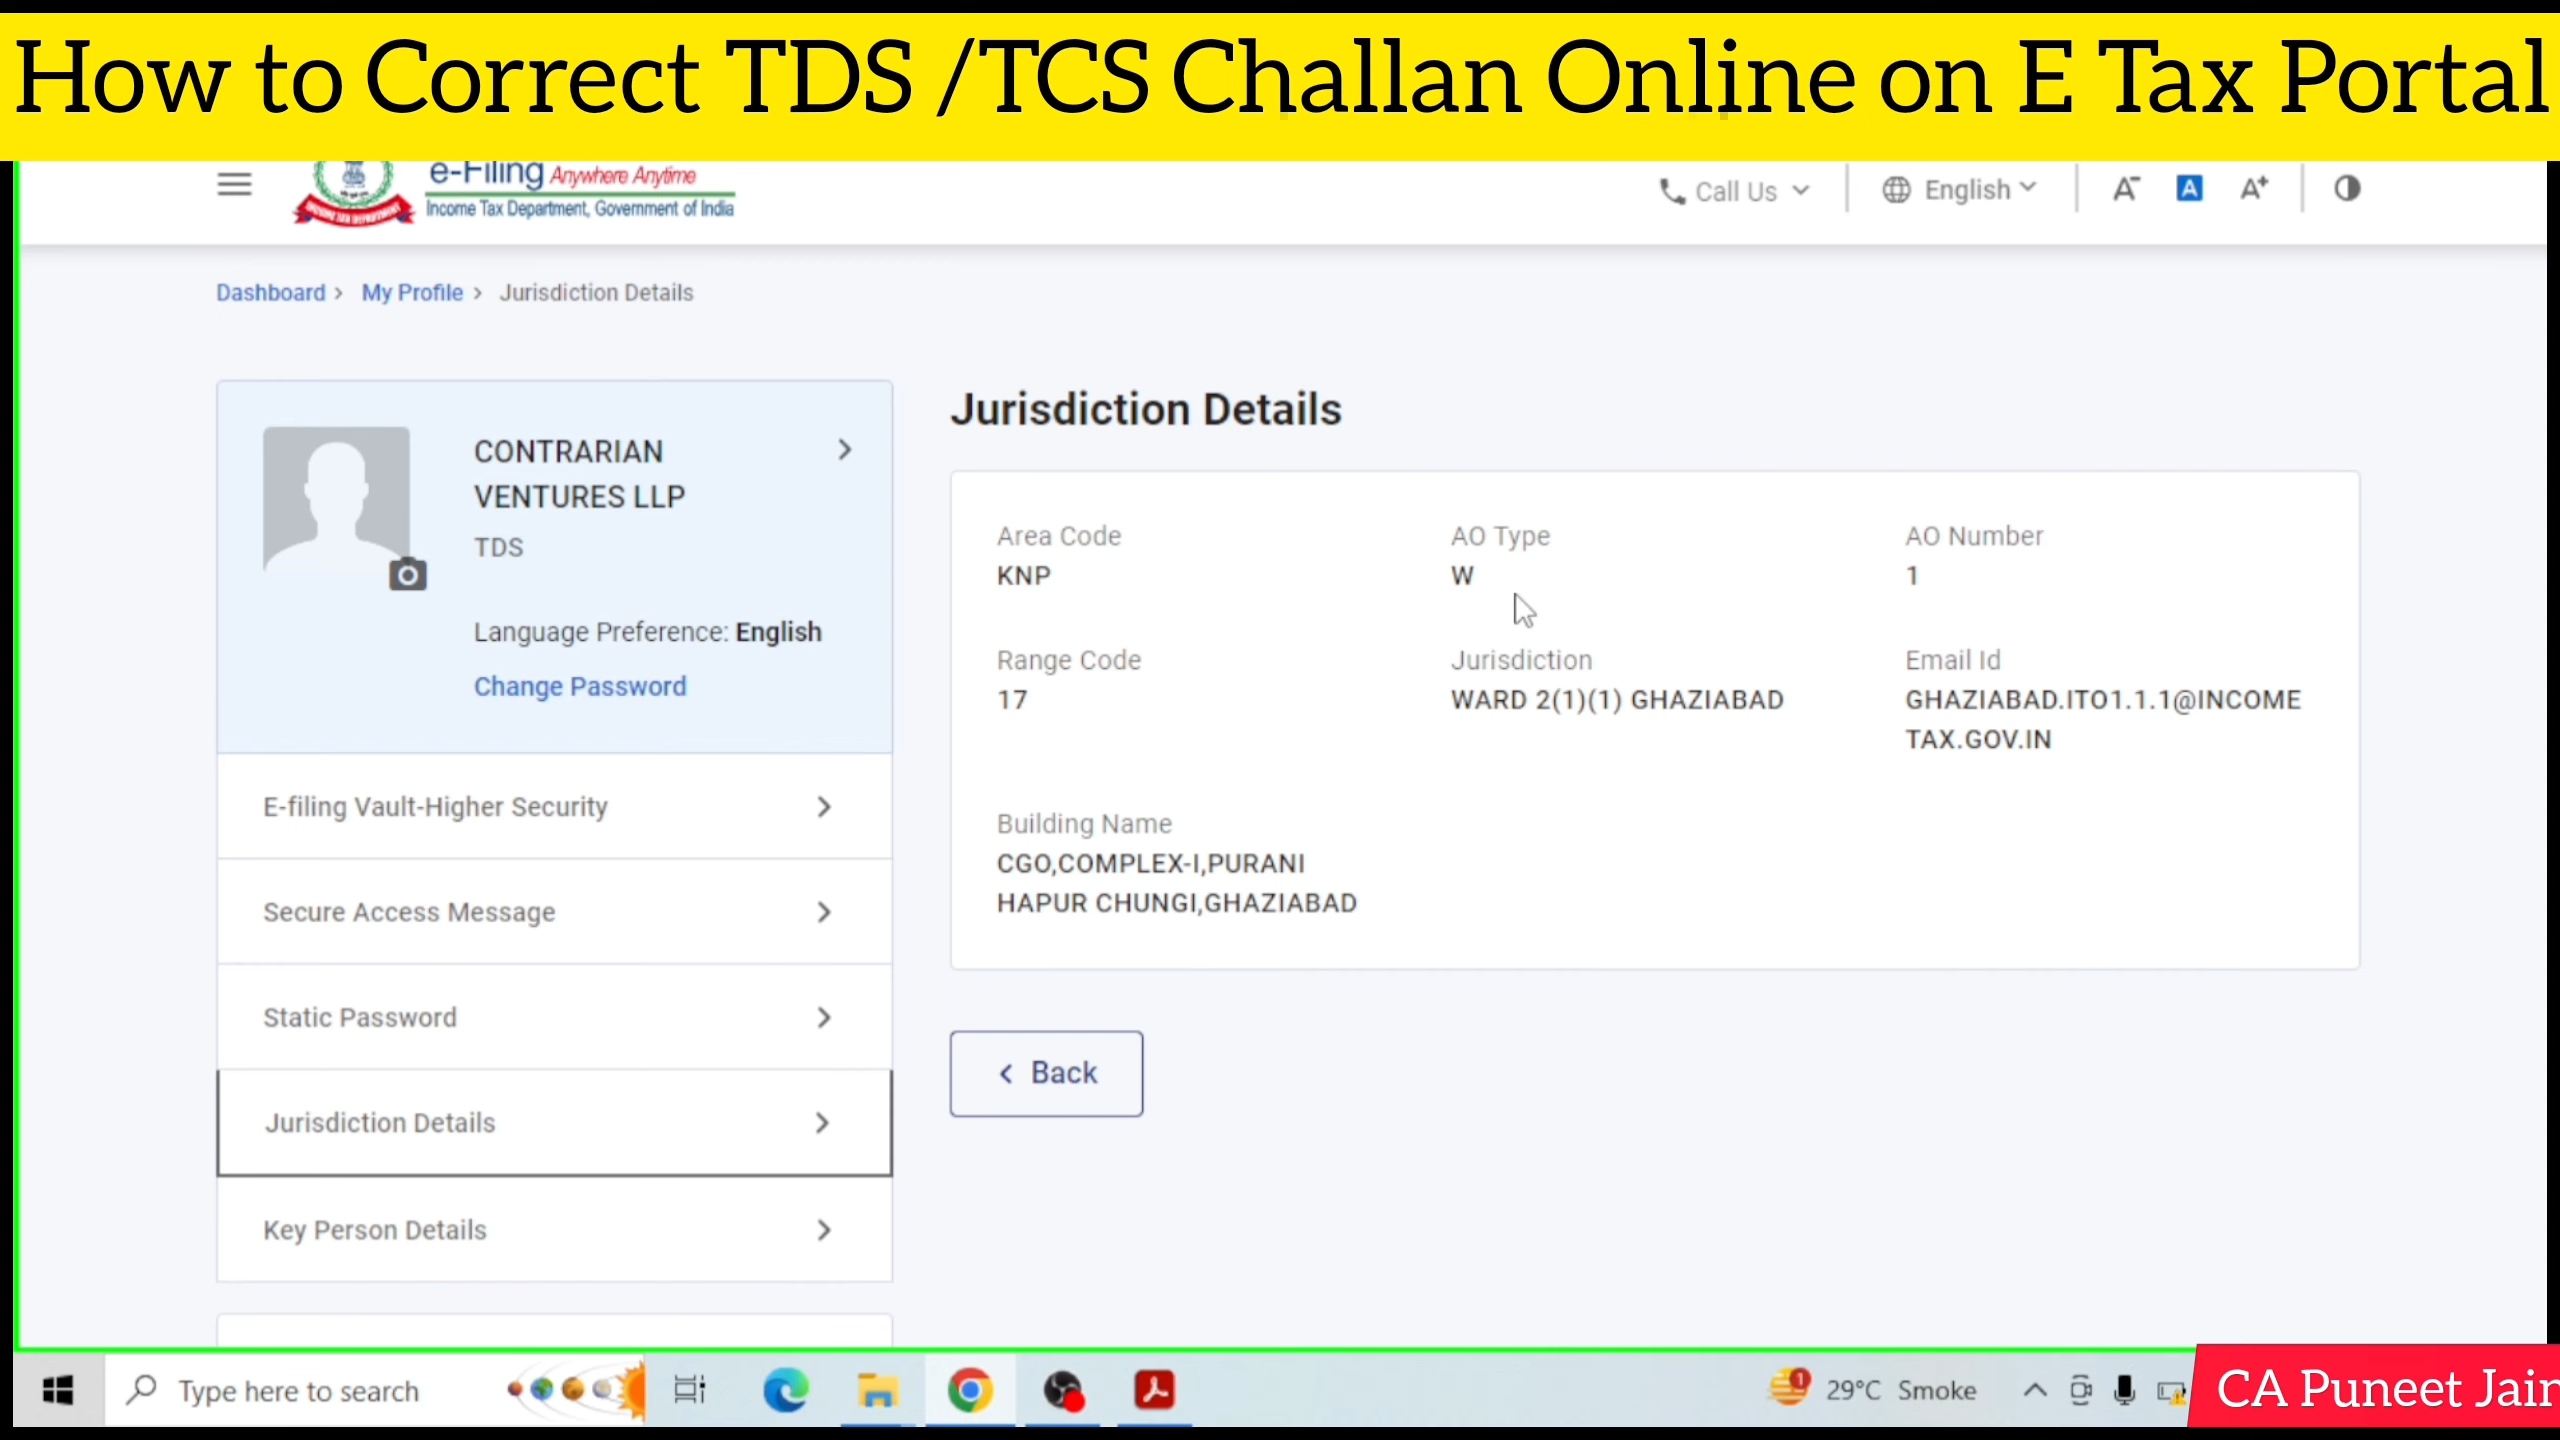 How to Correct TDS /TCS Challan Online on E Tax Portal
e-Filing Anywhere Anytime
Income Tax Department, Government of India
Call Us
English
A-
A
A+
Dashboard > My Profile > Jurisdiction Details
CONTRARIAN
VENTURES LLP
TDS
Language Preference: English
Change Password
E-filing Vault-Higher Security
Secure Access Message
Static Password
Jurisdiction Details
Key Person Details
Jurisdiction Details
Area Code
KNP
AO Type
W
AO Number
1
Range Code
17
Jurisdiction
WARD 2(1)(1) GHAZIABAD
Email Id
GHAZIABAD.ITO1.1.1@INCOME
TAX.GOV.IN
Building Name
CGO,COMPLEX-I,PURANI
HAPUR CHUNGI,GHAZIABAD
< Back
Type here to search
1
29°C Smoke
CA Puneet Jain